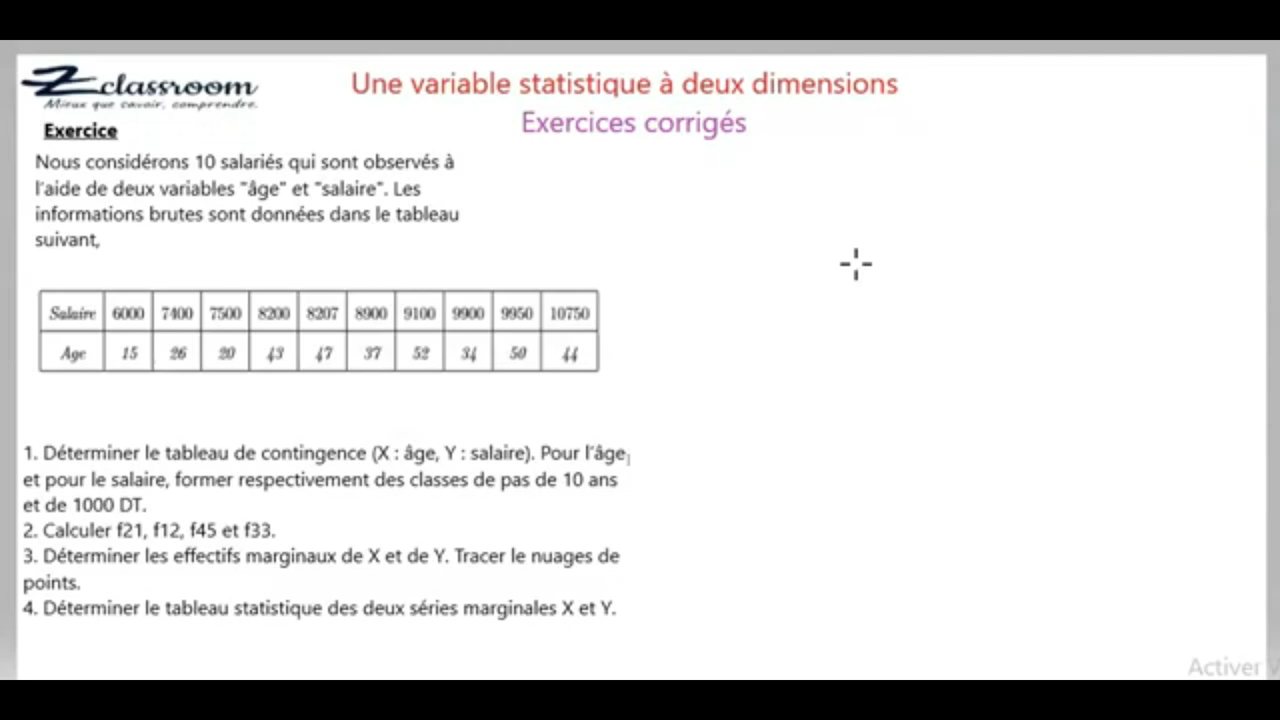 Zclassroom
Mieux que savoir, comprendre.
Une variable statistique à deux dimensions
Exercices corrigés
Exercice
Nous considérons 10 salariés qui sont observés à
l'aide de deux variables "âge" et "salaire". Les
informations brutes sont données dans le tableau
suivant,
Salaire 6000 7400 7500 8200 8207 8900 9100 9900 9950 10750
Age 15 26 20 43 47 37 52 34 50 44
1. Déterminer le tableau de contingence (X : âge, Y : salaire). Pour l'âge
et pour le salaire, former respectivement des classes de pas de 10 ans
et de 1000 DT.
2. Calculer f21, f12, f45 et f33.
3. Déterminer les effectifs marginaux de X et de Y. Tracer le nuages de
points.
4. Déterminer le tableau statistique des deux séries marginales X et Y.
Activer